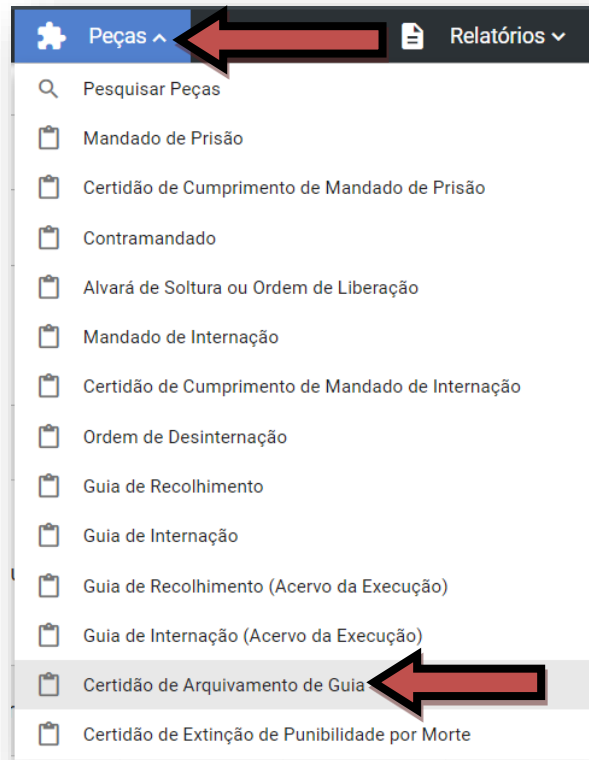 Peças Relatórios
Pesquisar Peças
Mandado de Prisão
Certidão de Cumprimento de Mandado de Prisão
Contramandado
Alvará de Soltura ou Ordem de Liberação
Mandado de Internação
Certidão de Cumprimento de Mandado de Internação
Ordem de Desinternação
Guia de Recolhimento
Guia de Internação
Guia de Recolhimento (Acervo da Execução)
Guia de Internação (Acervo da Execução)
Certidão de Arquivamento de Guia
Certidão de Extinção de Punibilidade por Morte